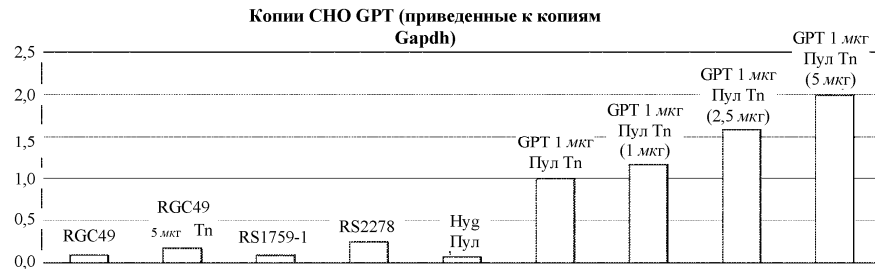 Копии CHO GPT (приведенные к копиям
Gapdh)
2,5
2,0
1,5
1,0
0,5
0,0
RGC49
RGC49
5 мкг Tn
RS1759-1
RS2278
Hyg
Пул
GPT 1 мкг
Пул Tn
GPT 1 мкг
Пул Tn
(1 мкг)
GPT 1 мкг
Пул Tn
(2,5 мкг)
GPT 1 мкг
Пул Tn
(5 мкг)